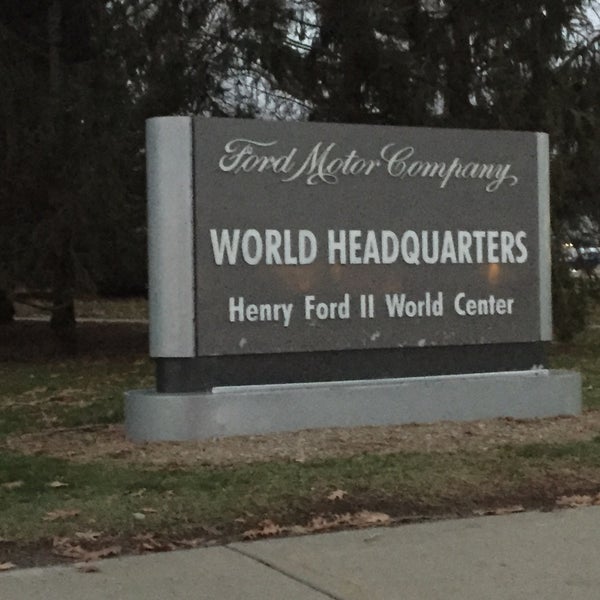 Ford Motor Company
WORLD HEADQUARTERS
Henry Ford II World Center